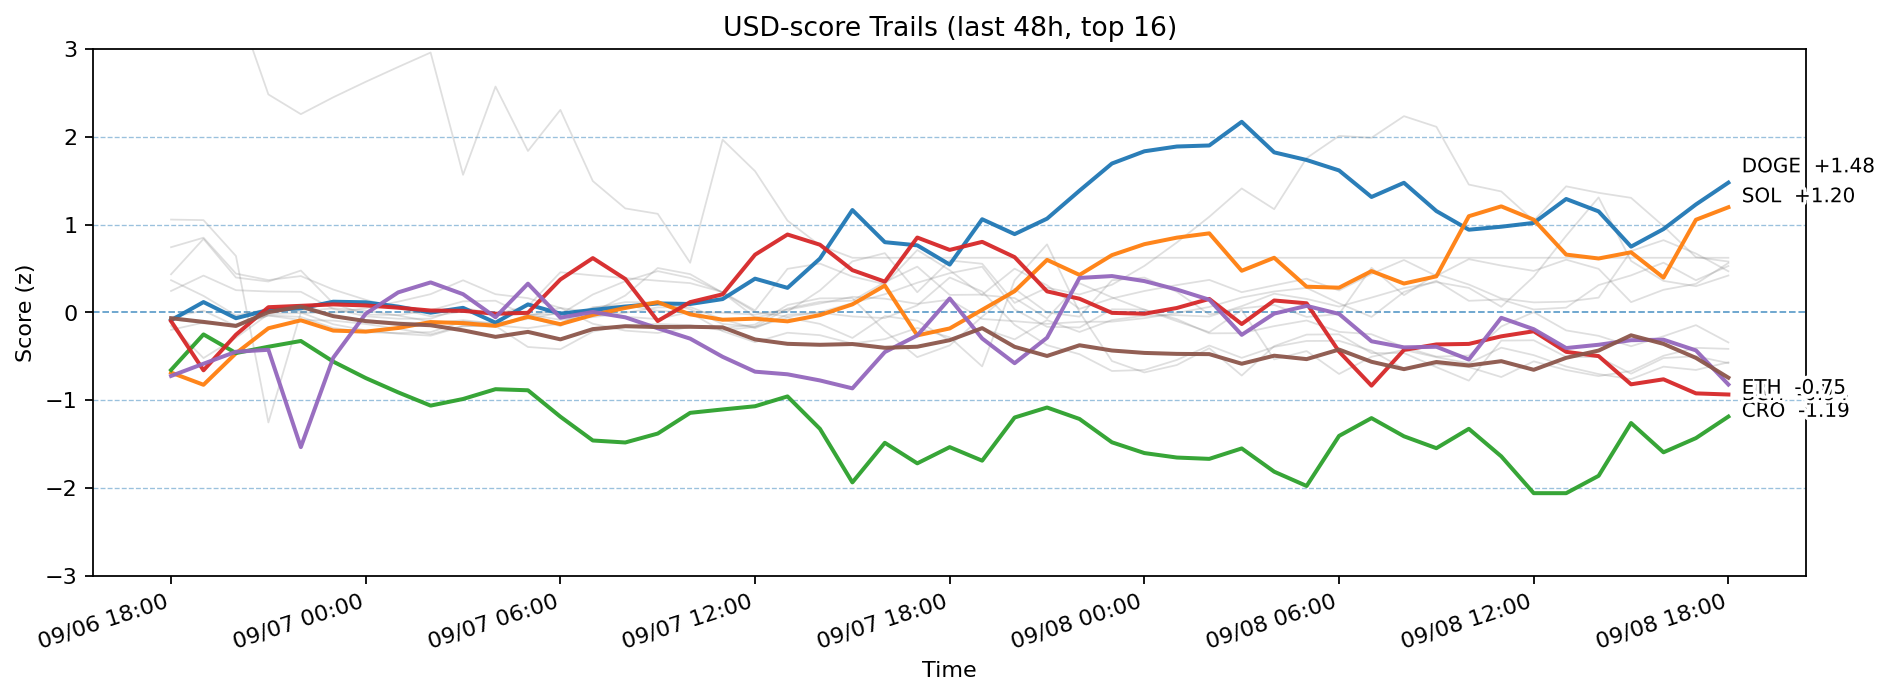 USD-score Trails (last 48h, top 16)
Score (z)
3
2
1
0
−1
−2
−3
DOGE +1.48
SOL +1.20
ETH -0.75
CRO -1.19
09/06 18:00
09/07 00:00
09/07 06:00
09/07 12:00
09/07 18:00
09/08 00:00
09/08 06:00
09/08 12:00
09/08 18:00
Time